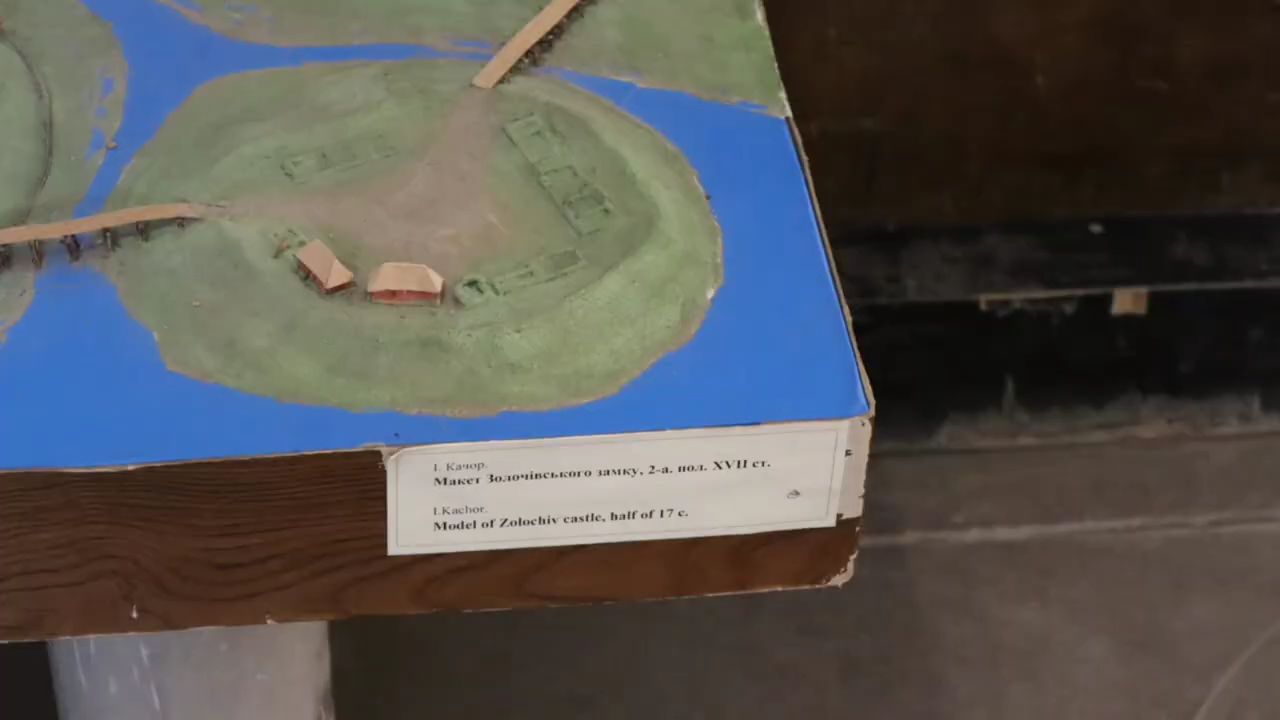 І. Качор.
Макет Золочівського замку, 2-а. пол. XVII ст.
I.Kachor.
Model of Zolochiv castle, half of 17 c.